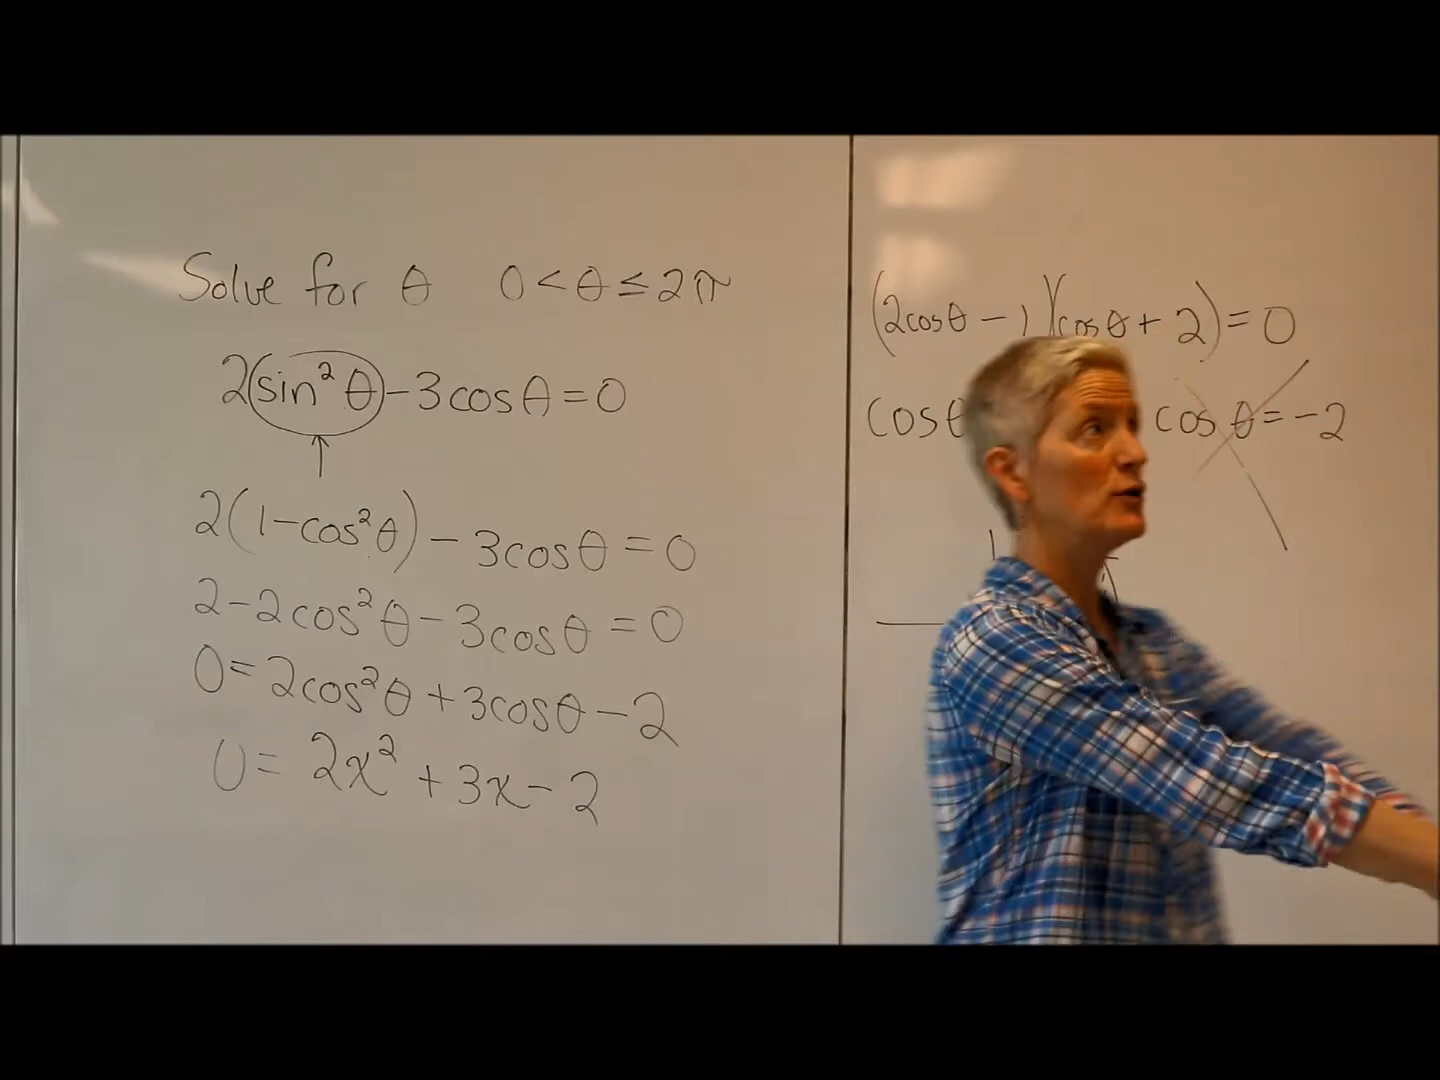 Solve for θ 0 < θ ≤ 2π
2(sin²θ) - 3cosθ = 0
2(1 - cos²θ) - 3cosθ = 0
2 - 2cos²θ - 3cosθ = 0
0 = 2cos²θ + 3cosθ - 2
0 = 2x² + 3x - 2
(2cosθ - 1)(cosθ + 2) = 0
cosθ cosθ = -2